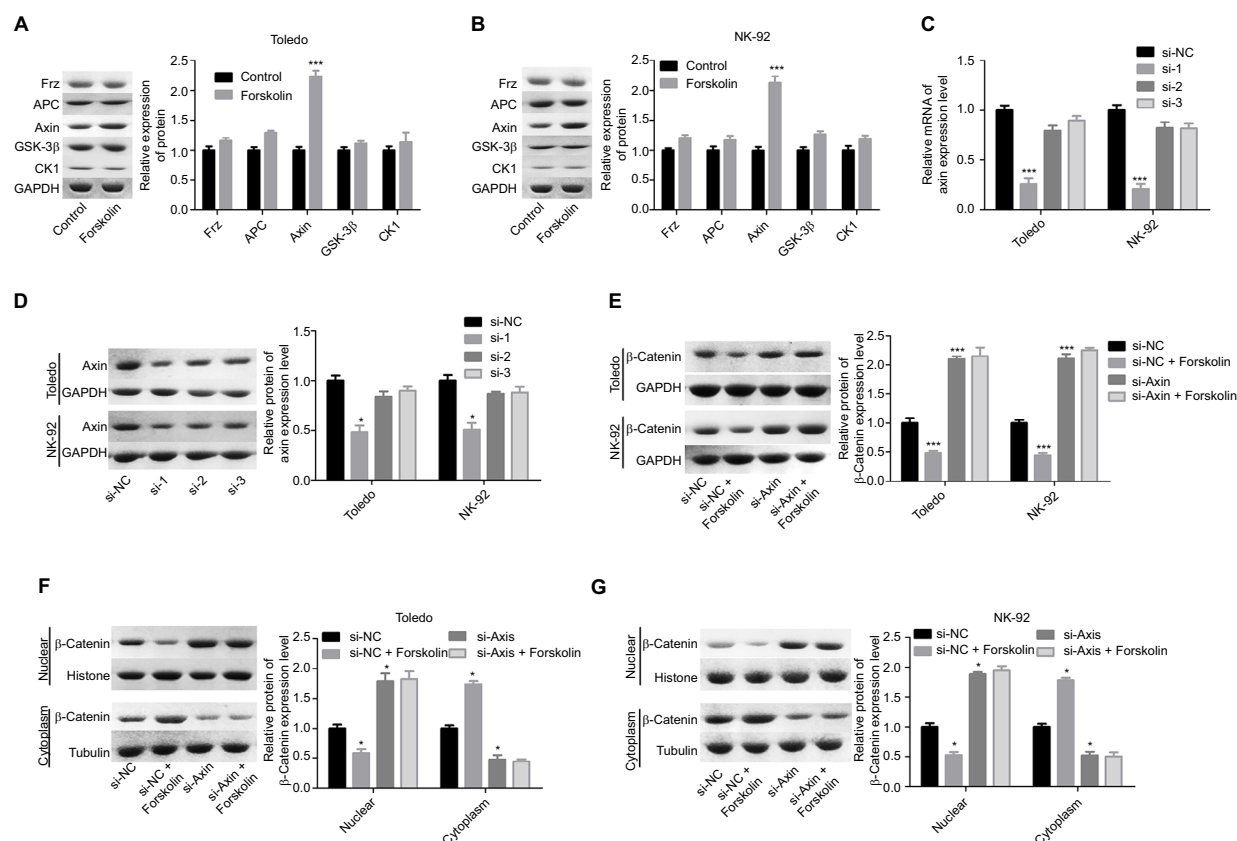 A
Toledo
Frz
APC
Axin
GSK-3β
CK1
GAPDH
Control
Forskolin
Relative expression
of protein
2.5
2.0
1.5
1.0
0.5
0.0
Control
Forskolin
***
Frz
APC
Axin
GSK-3β
CK1
B
NK-92
Frz
APC
Axin
GSK-3β
CK1
GAPDH
Control
Forskolin
Relative expression
of protein
2.5
2.0
1.5
1.0
0.5
0.0
Control
Forskolin
***
Frz
APC
Axin
GSK-3β
CK1
C
si-NC
si-1
si-2
si-3
Relative mRNA of
axin expression level
1.5
1.0
0.5
0.0
***
***
Toledo
NK-92
D
Toledo
Axin
GAPDH
NK-92
Axin
GAPDH
si-NC
si-1
si-2
si-3
Relative protein of
axin expression level
1.5
1.0
0.5
0.0
si-NC
si-1
si-2
si-3
*
*
Toledo
NK-92
E
Toledo
β-Catenin
GAPDH
NK-92
β-Catenin
GAPDH
si-NC
si-NC +
Forskolin
si-Axin
si-Axin +
Forskolin
Relative protein of
β-Catenin expression level
2.5
2.0
1.5
1.0
0.5
0.0
si-NC
si-NC + Forskolin
si-Axin
si-Axin + Forskolin
***
***
***
***
Toledo
NK-92
F
Toledo
Nuclear
β-Catenin
Histone
Cytoplasm
β-Catenin
Tubulin
si-NC
si-NC +
Forskolin
si-Axin
si-Axin +
Forskolin
Relative protein of
β-Catenin expression level
2.5
2.0
1.5
1.0
0.5
0.0
si-NC
si-Axis
si-NC + Forskolin
si-Axis + Forskolin
*
*
*
*
Nuclear
Cytoplasm
G
NK-92
Nuclear
β-Catenin
Histone
Cytoplasm
β-Catenin
Tubulin
si-NC
si-NC +
Forskolin
si-Axin
si-Axin +
Forskolin
Relative protein of
β-Catenin expression level
2.5
2.0
1.5
1.0
0.5
0.0
si-NC
si-Axis
si-NC + Forskolin
si-Axis + Forskolin
*
*
*
*
Nuclear
Cytoplasm